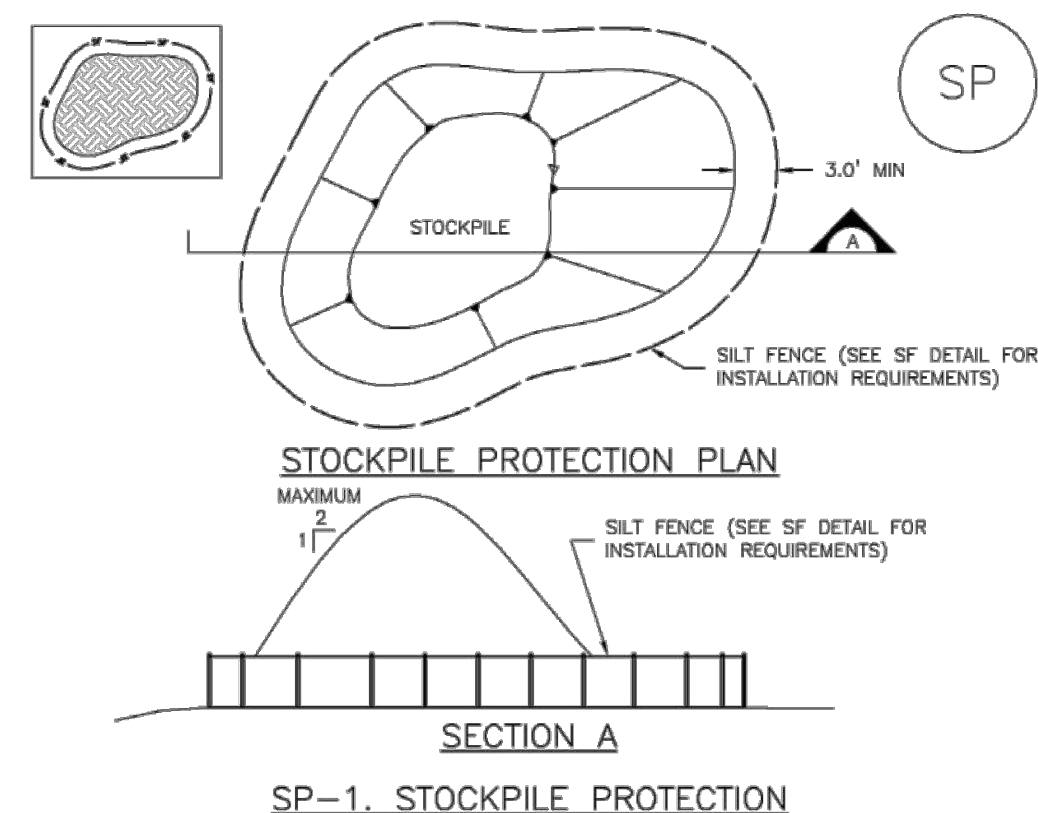 SP
3.0' MIN
A
STOCKPILE
SILT FENCE (SEE SF DETAIL FOR
INSTALLATION REQUIREMENTS)
STOCKPILE PROTECTION PLAN
MAXIMUM
2
1
SILT FENCE (SEE SF DETAIL FOR
INSTALLATION REQUIREMENTS)
SECTION A
SP-1. STOCKPILE PROTECTION